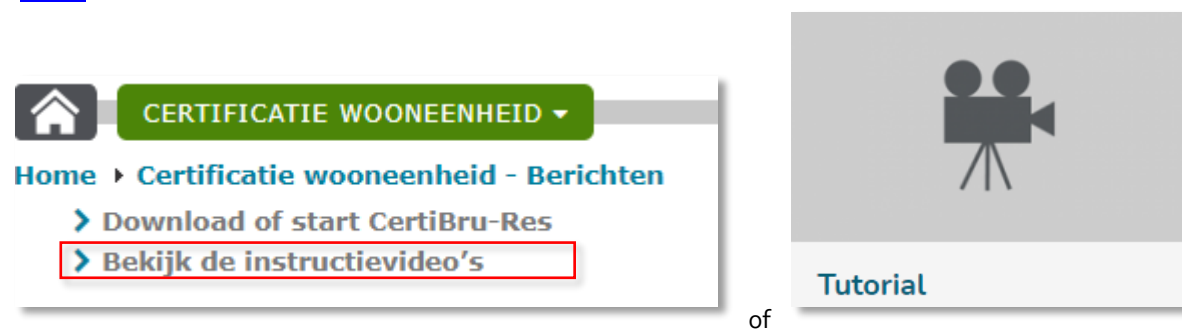 CERTIFICATIE WOONEENHEID
Home Certificatie wooneenheid - Berichten
Download of start CertiBru-Res
Bekijk de instructievideo's
of
Tutorial